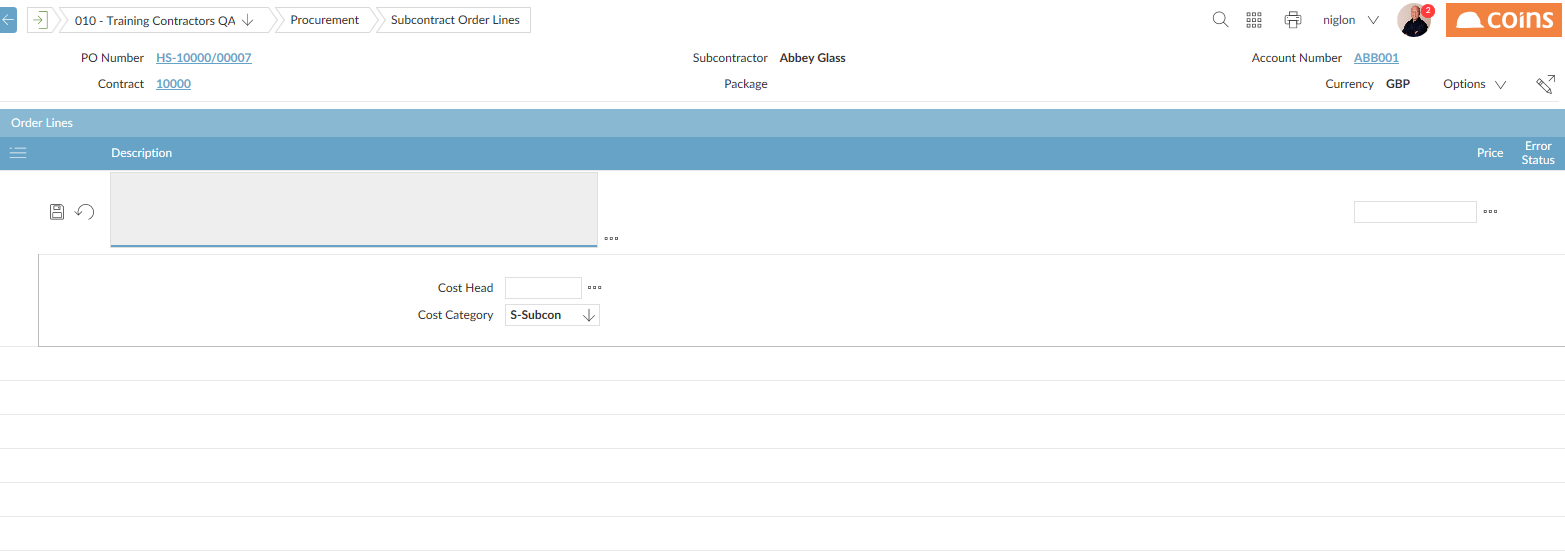 010 - Training Contractors QA Procurement Subcontract Order Lines niglon 2 coins
PO Number HS-10000/00007 Subcontractor Abbey Glass Account Number ABB001
Contract 10000 Package Currency GBP Options
Order Lines
Description Price Error Status
Cost Head
Cost Category S-Subcon